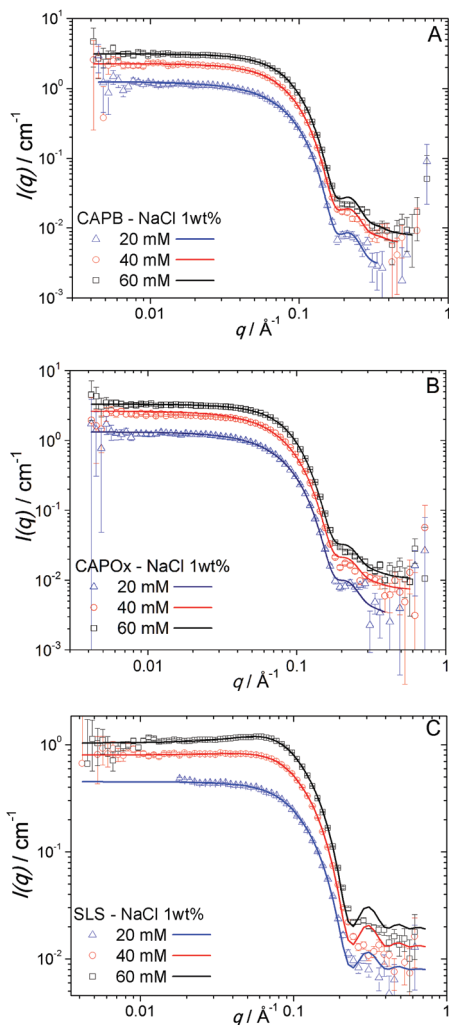 A
10¹
10⁰
10⁻¹
10⁻²
10⁻³
I(q) / cm⁻¹
CAPB - NaCl 1wt%
20 mM
40 mM
60 mM
0.01 0.1 1
q / Å⁻¹
B
10¹
10⁰
10⁻¹
10⁻²
10⁻³
I(q) / cm⁻¹
CAPOx - NaCl 1wt%
20 mM
40 mM
60 mM
0.01 0.1 1
q / Å⁻¹
C
10⁰
10⁻¹
10⁻²
I(q) / cm⁻¹
SLS - NaCl 1wt%
20 mM
40 mM
60 mM
0.01 0.1 1
q / Å⁻¹